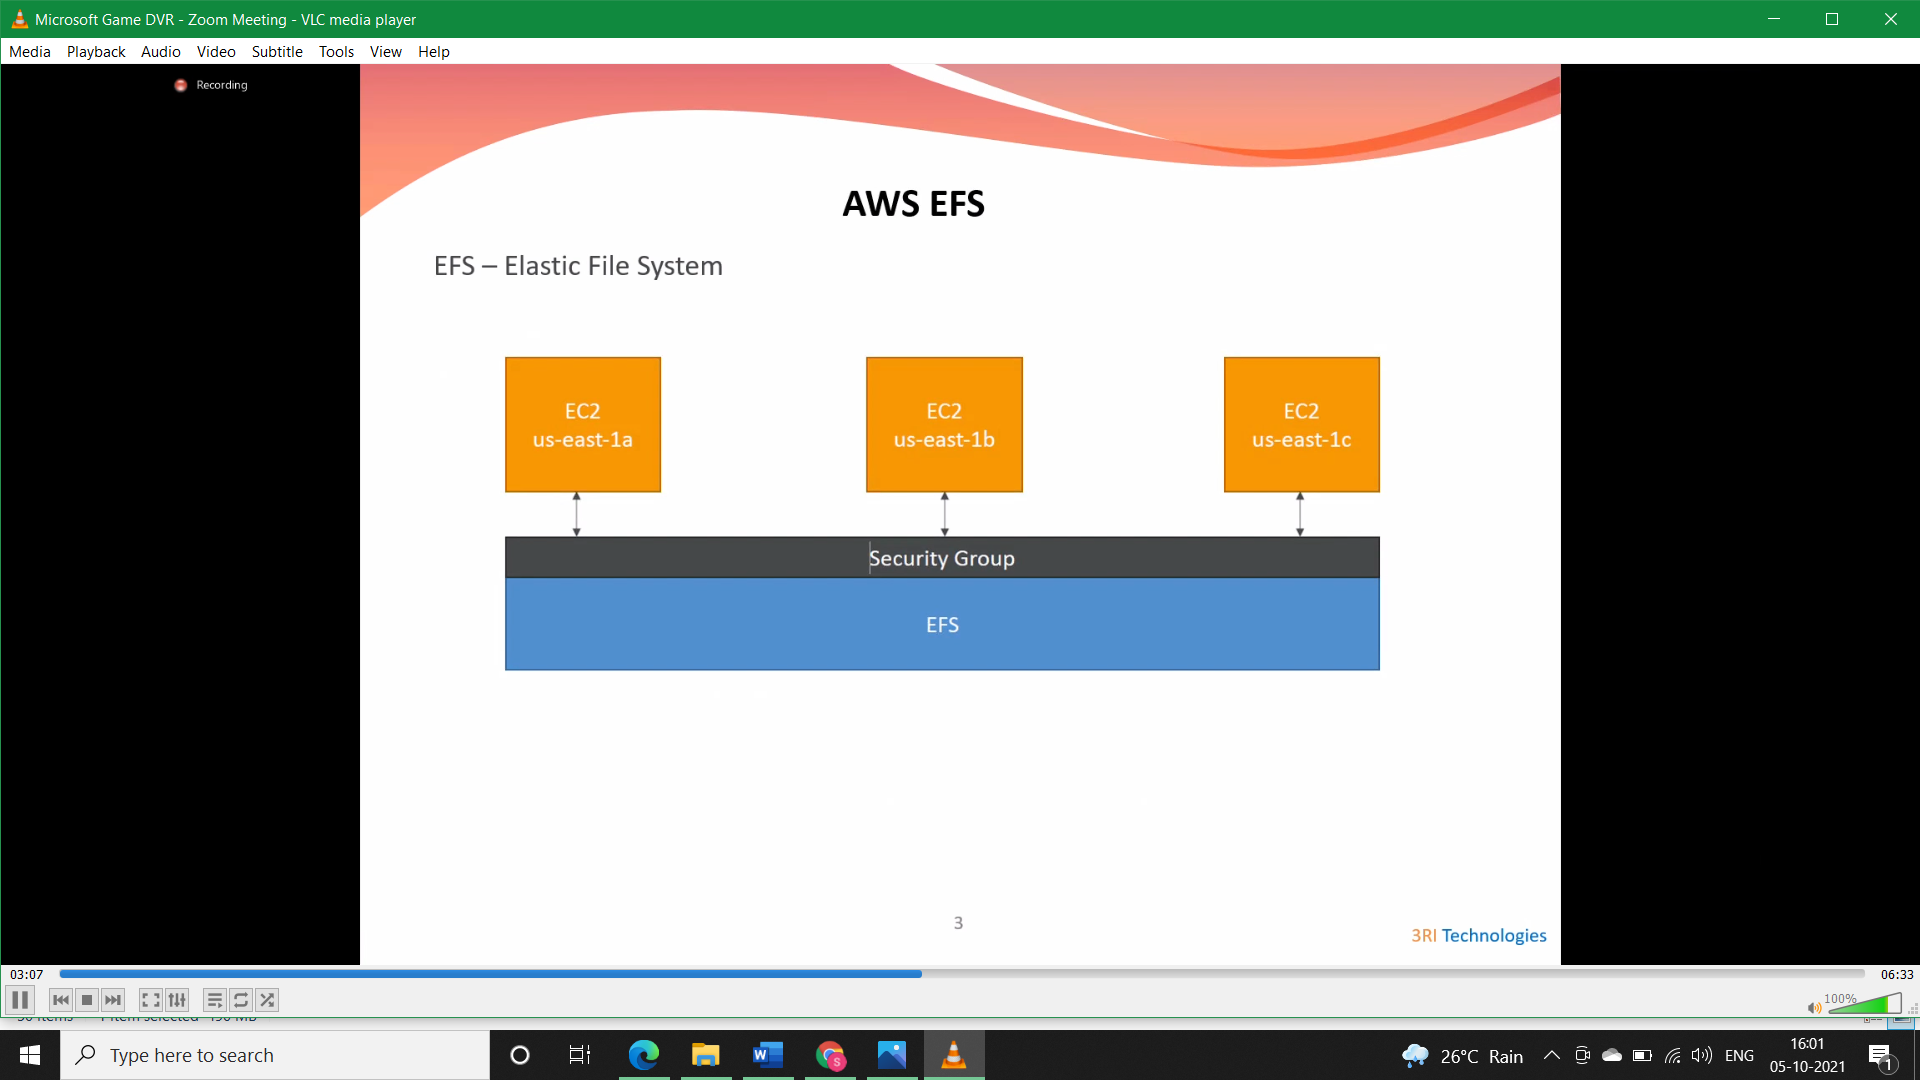 Microsoft Game DVR - Zoom Meeting - VLC media player
Media Playback Audio Video Subtitle Tools View Help
Recording
AWS EFS
EFS – Elastic File System
EC2
us-east-1a
EC2
us-east-1b
EC2
us-east-1c
Security Group
EFS
3
3RI Technologies
03:07
06:33
100%
Type here to search
26°C Rain
ENG
16:01
05-10-2021
1